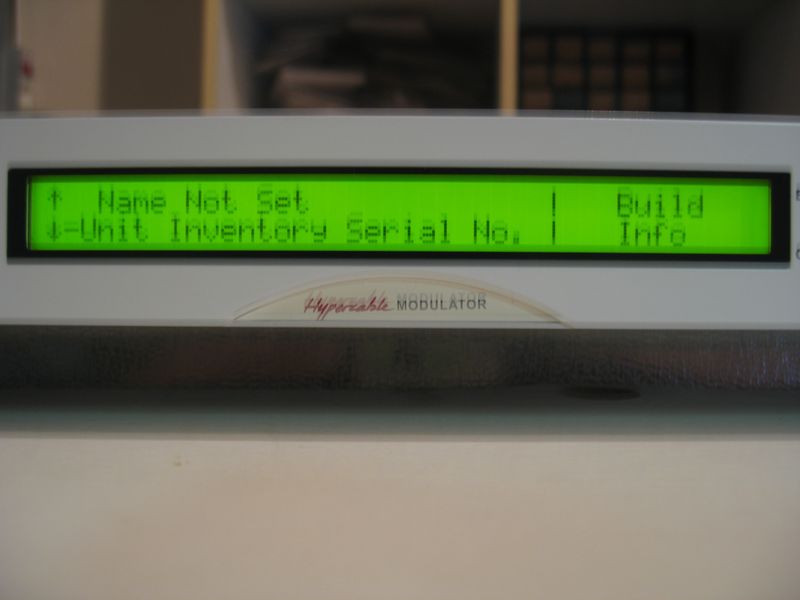 ↑ Name Not Set | Build
↓=Unit Inventory Serial No. | Info
Hypercable MODULATOR